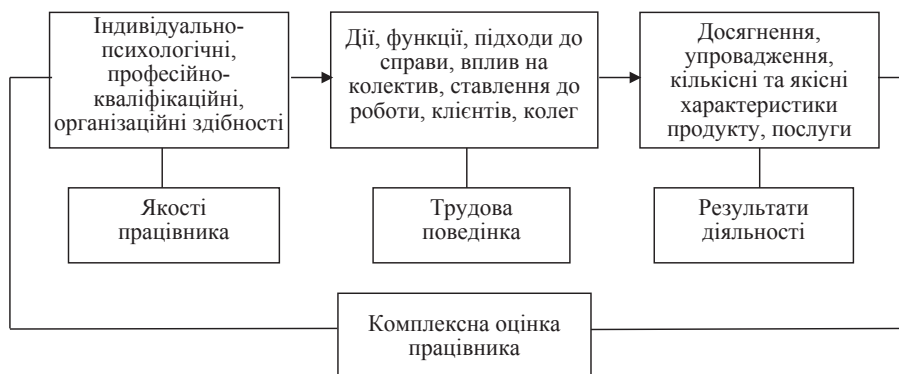 Індивідуально-
психологічні,
професійно-
кваліфікаційні,
організаційні здібності
Дії, функції, підходи до
справи, вплив на
колектив, ставлення до
роботи, клієнтів, колег
Досягнення,
упровадження,
кількісні та якісні
характеристики
продукту, послуги
Якості
працівника
Трудова
поведінка
Результати
діяльності
Комплексна оцінка
працівника